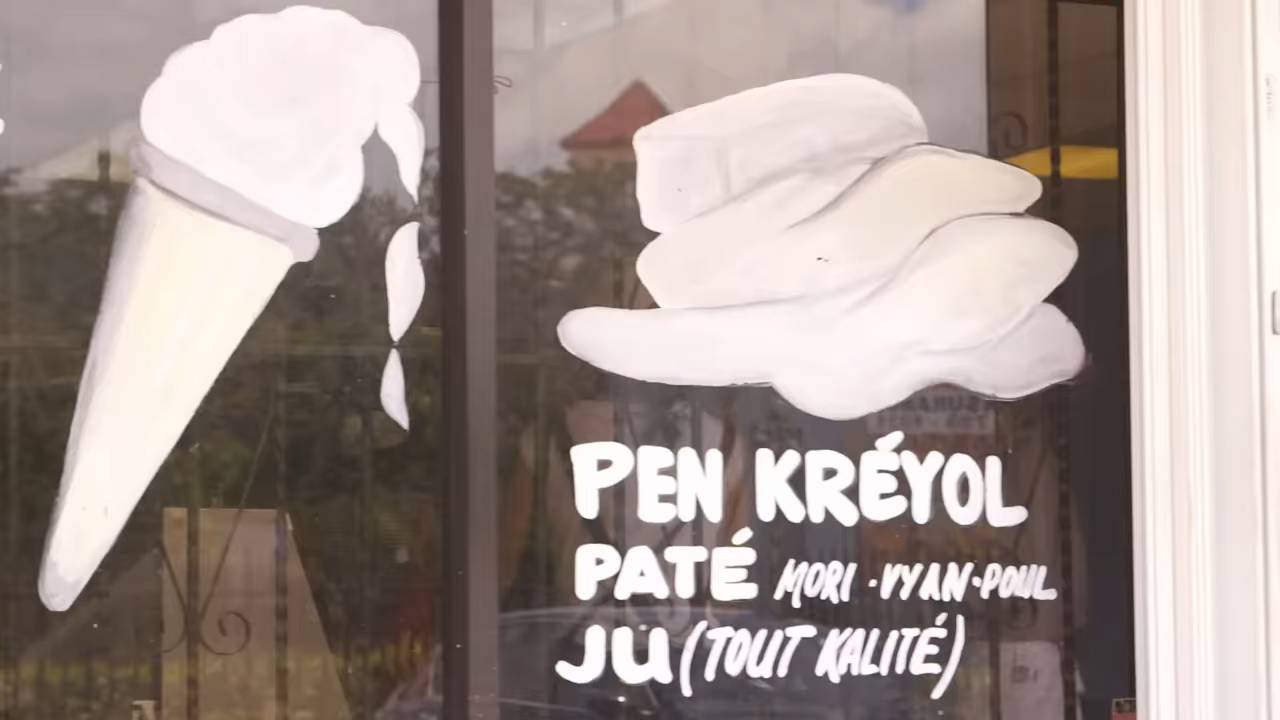 PEN KRÉYOL
PATÉ MORI · VYAN · POUL
JU (TOUT KALITÉ)